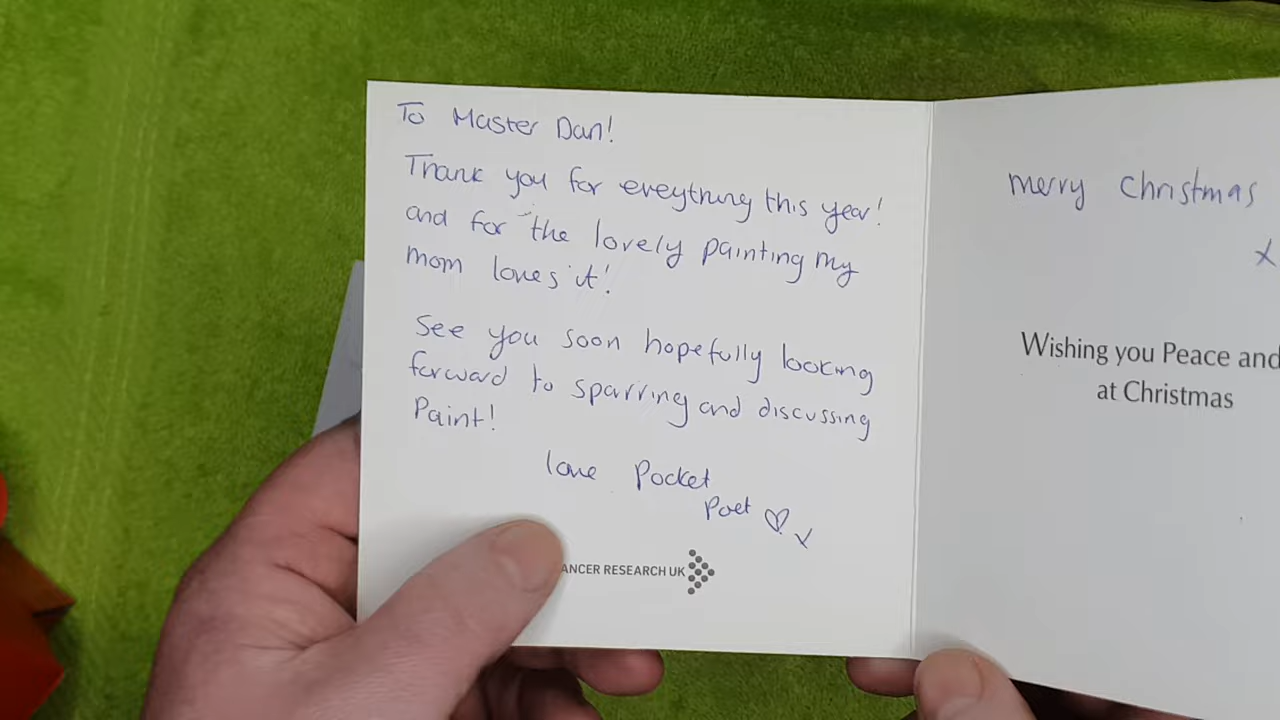 To Master Dan!
Thank you for evreything this year!
and for the lovely painting my
mom loves it!
See you soon hopefully looking
forward to sparring and discussing
Paint!
love Pocket
Poet
x
ANCER RESEARCH UK
merry Christmas
x
Wishing you Peace and
at Christmas